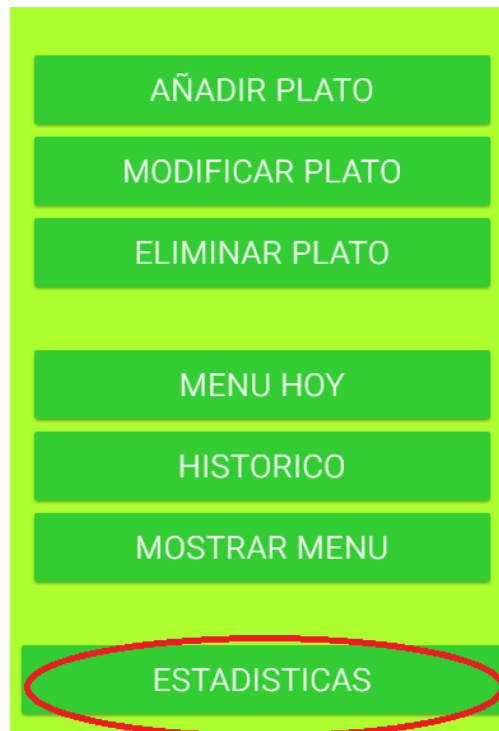 AÑADIR PLATO
MODIFICAR PLATO
ELIMINAR PLATO
MENU HOY
HISTORICO
MOSTRAR MENU
ESTADISTICAS